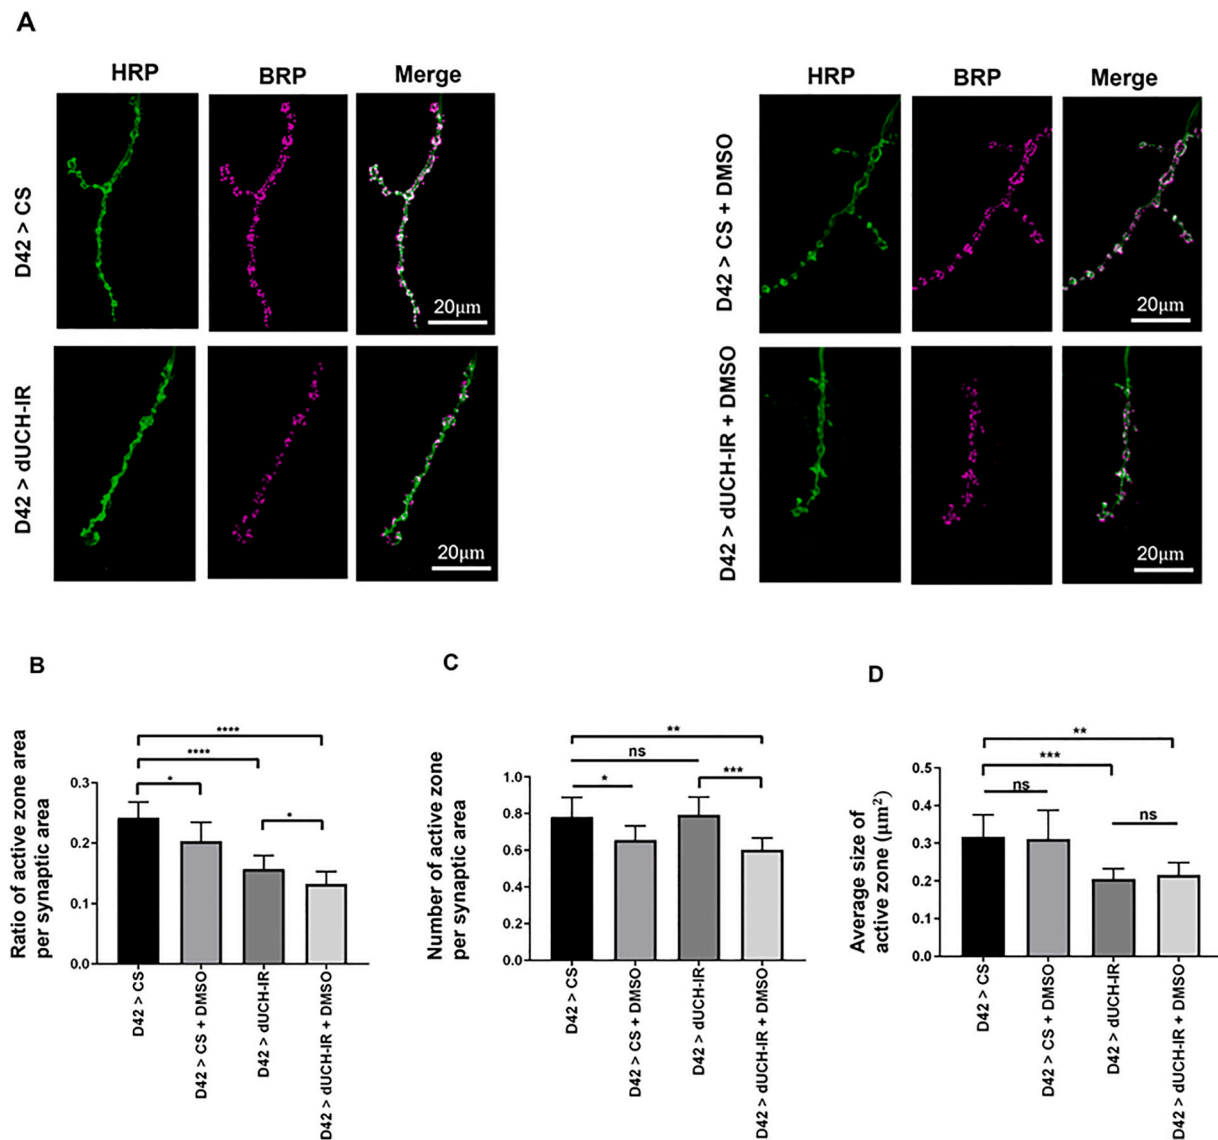 A
HRP
BRP
Merge
D42 > CS
20μm
D42 > dUCH-IR
20μm
HRP
BRP
Merge
D42 > CS + DMSO
20μm
D42 > dUCH-IR + DMSO
20μm
B
Ratio of active zone area
per synaptic area
0.3
0.2
0.1
0.0
****
****
*
*
D42 > CS
D42 > CS + DMSO
D42 > dUCH-IR
D42 > dUCH-IR + DMSO
C
Number of active zone
per synaptic area
1.0
0.8
0.6
0.4
0.2
0.0
**
ns
*
***
D42 > CS
D42 > CS + DMSO
D42 > dUCH-IR
D42 > dUCH-IR + DMSO
D
Average size of
active zone (μm²)
0.5
0.4
0.3
0.2
0.1
0.0
**
***
ns
ns
D42 > CS
D42 > CS + DMSO
D42 > dUCH-IR
D42 > dUCH-IR + DMSO